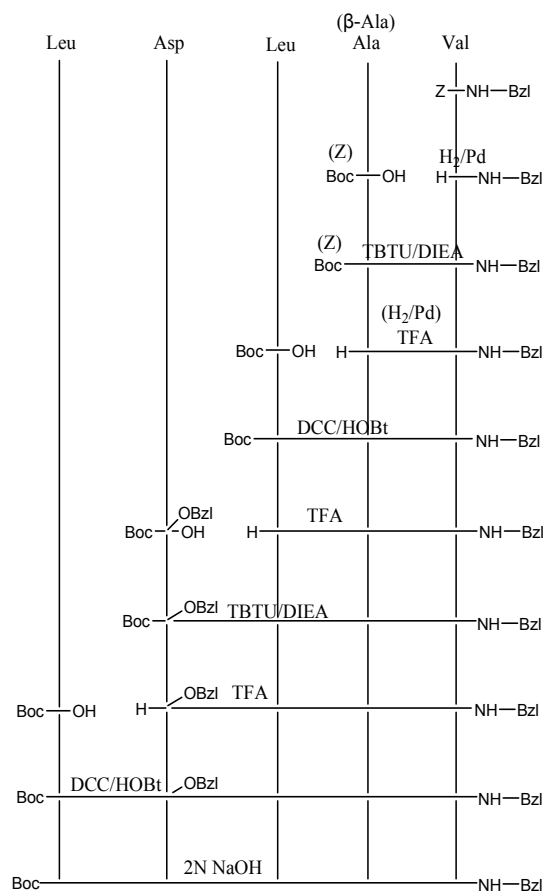 (β-Ala)
Leu Asp Leu Ala Val
Z NH Bzl
(Z) H₂/Pd
Boc OH H NH Bzl
(Z) TBTU/DIEA
Boc NH Bzl
(H₂/Pd)
Boc OH H TFA NH Bzl
DCC/HOBt
Boc NH Bzl
OBzl
Boc OH H TFA NH Bzl
OBzl TBTU/DIEA
Boc NH Bzl
OBzl TFA
Boc OH H NH Bzl
DCC/HOBt OBzl
Boc NH Bzl
2N NaOH
Boc NH Bzl